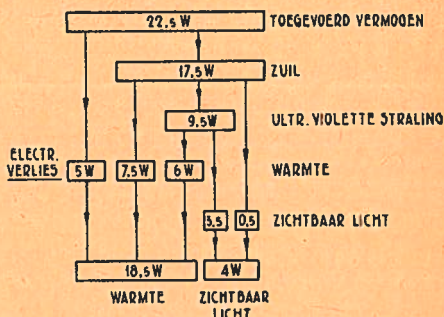 22,5 W TOEGEVOERD VERMOGEN
17,5 W ZUIL
9,5 W ULTR. VIOLETTE STRALING
ELECTR.
VERLIES 5 W 7,5 W 6 W WARMTE
3,5 0,5 ZICHTBAAR LICHT
18,5 W 4 W
WARMTE ZICHTBAAR
LICHT